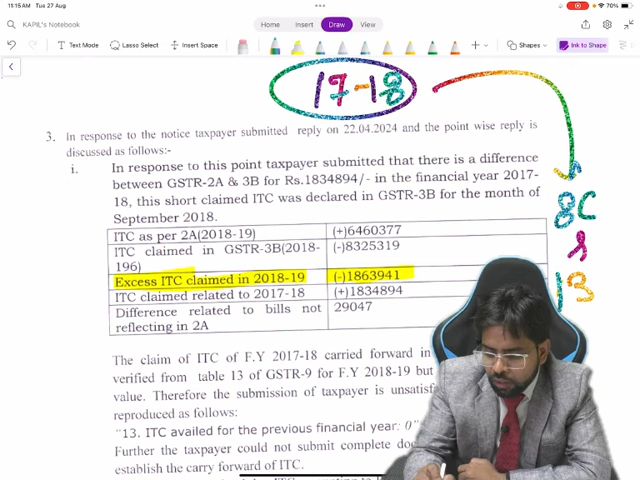 11:15 AM Tue 27 Aug
70%
KAPIL's Notebook
Home Insert Draw View
Text Mode Lasso Select Insert Space Shapes Ink to Shape
17-18
3. In response to the notice taxpayer submitted reply on 22.04.2024 and the point wise reply is
discussed as follows:-
i. In response to this point taxpayer submitted that there is a difference
between GSTR-2A & 3B for Rs.1834894/- in the financial year 2017-
18, this short claimed ITC was declared in GSTR-3B for the month of
September 2018.
8C
&
13
ITC as per 2A(2018-19) (+)6460377
ITC claimed in GSTR-3B(2018-
196) (-)8325319
Excess ITC claimed in 2018-19 (-)1863941
ITC claimed related to 2017-18 (+)1834894
Difference related to bills not
reflecting in 2A 29047
The claim of ITC of F.Y 2017-18 carried forward in
verified from table 13 of GSTR-9 for F.Y 2018-19 but
value. Therefore the submission of taxpayer is
reproduced as follows:
"13. ITC availed for the previous financial year: 0"
Further the taxpayer could not submit complete
establish the carry forward of ITC.